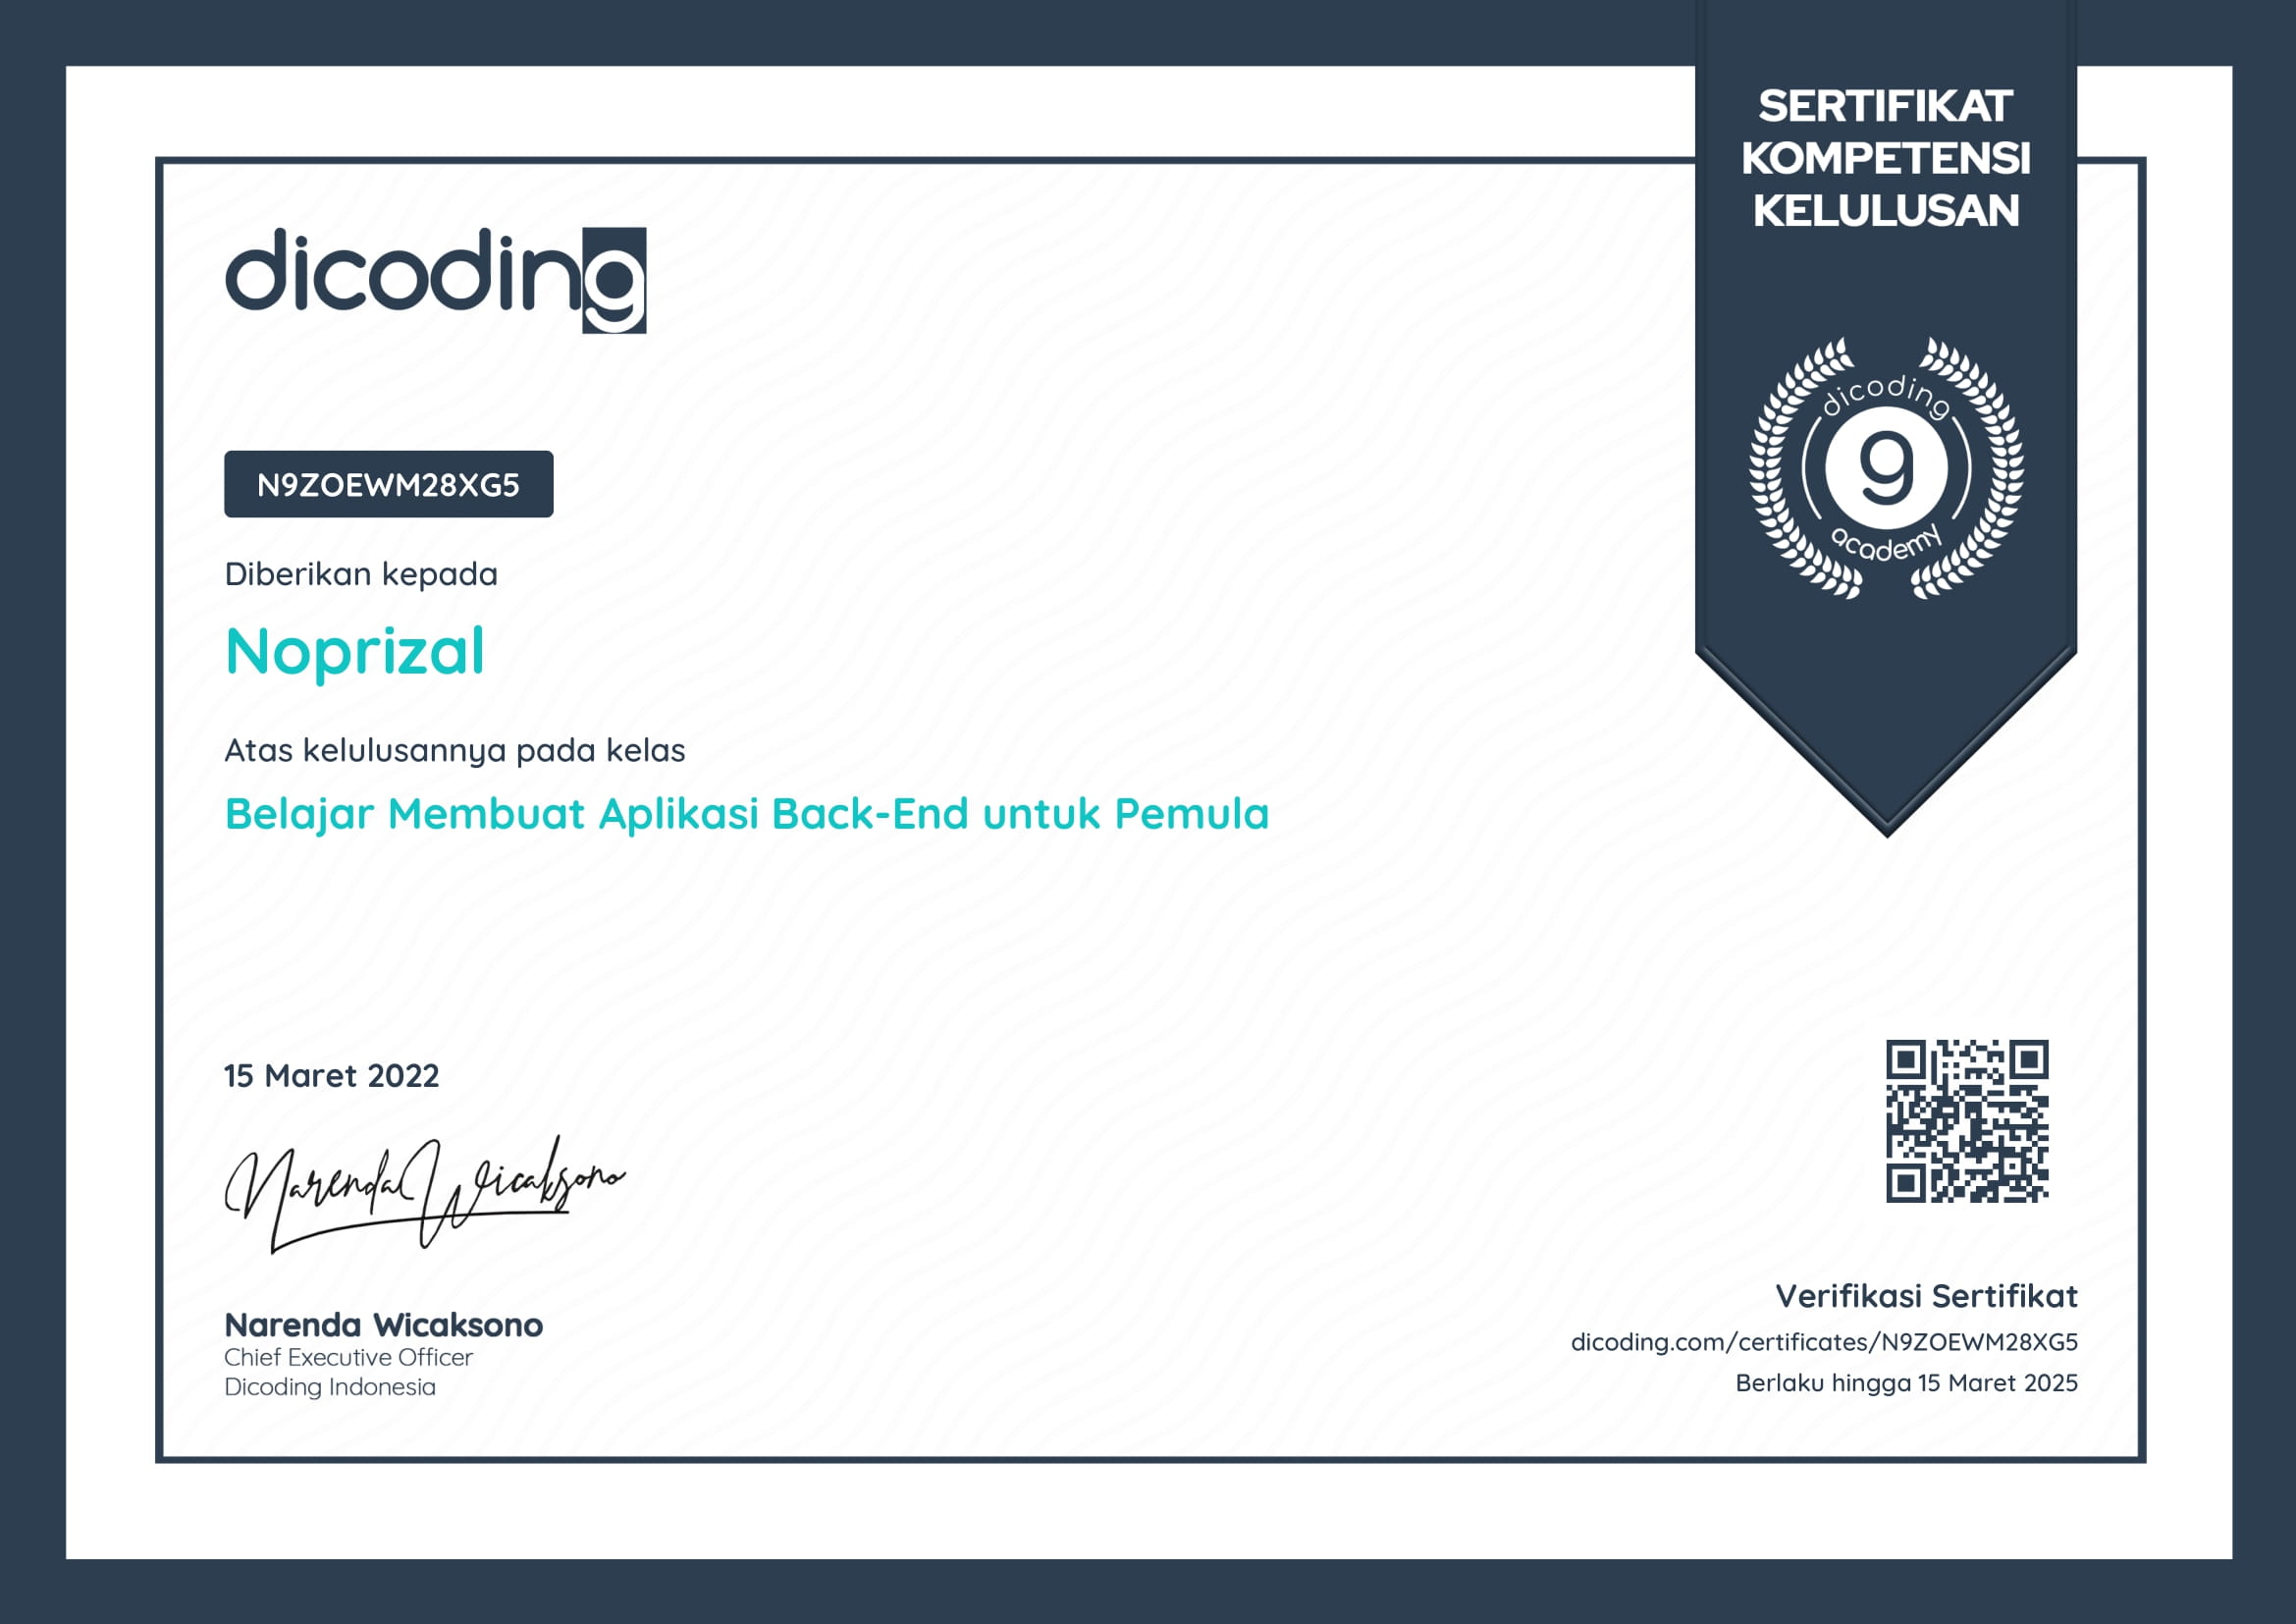 SERTIFIKAT
KOMPETENSI
KELULUSAN
dicoding
dicoding
g
academy
N9ZOEWM28XG5
Diberikan kepada
Noprizal
Atas kelulusannya pada kelas
Belajar Membuat Aplikasi Back-End untuk Pemula
15 Maret 2022
Narenda Wicaksono
Narenda Wicaksono
Chief Executive Officer
Dicoding Indonesia
Verifikasi Sertifikat
dicoding.com/certificates/N9ZOEWM28XG5
Berlaku hingga 15 Maret 2025